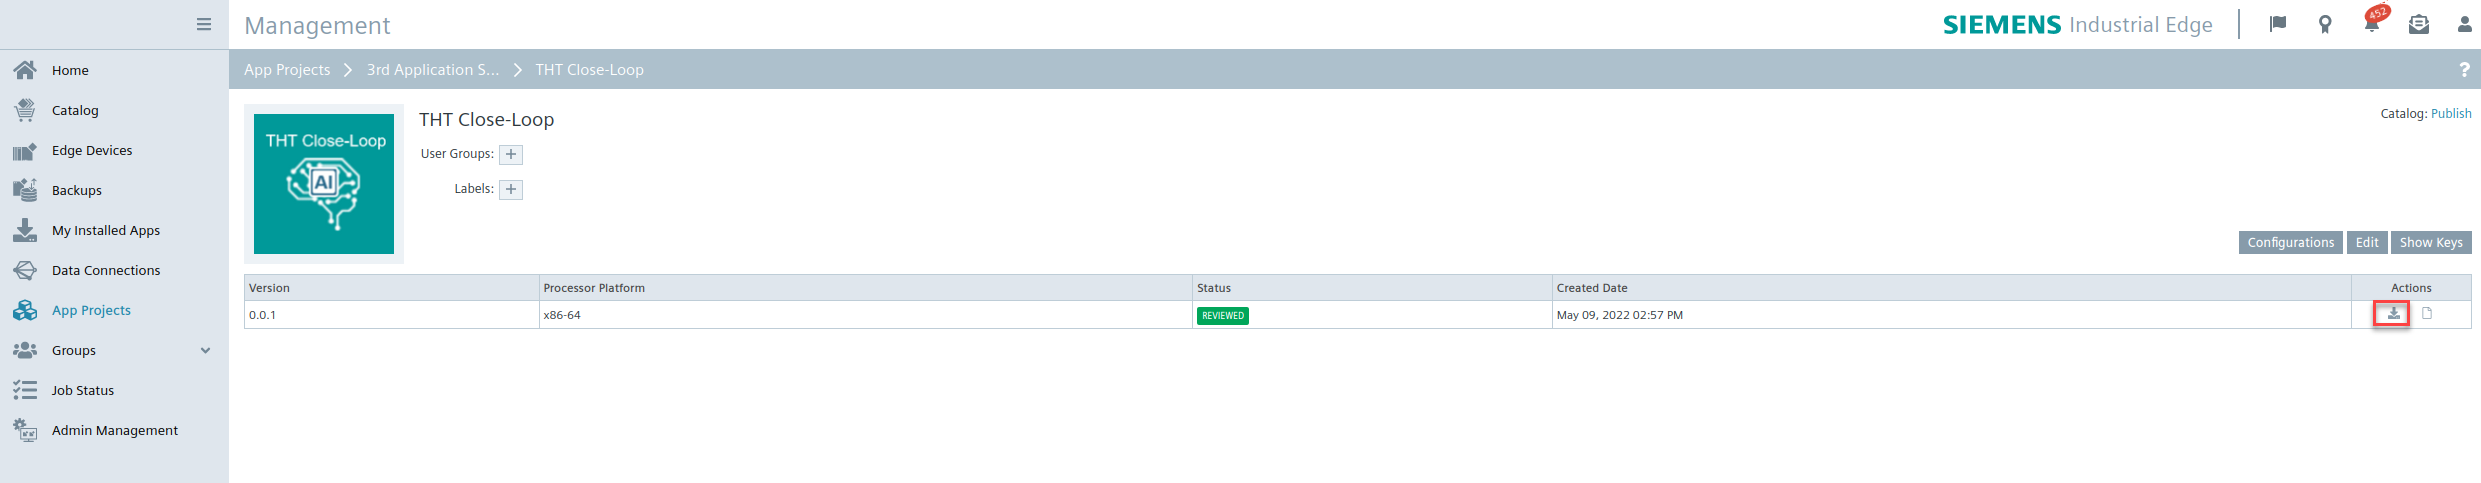 Management
SIEMENS Industrial Edge
452
Home
Catalog
Edge Devices
Backups
My Installed Apps
Data Connections
App Projects
Groups
Job Status
Admin Management
App Projects 3rd Application S... THT Close-Loop ?
THT Close-Loop
AI
THT Close-Loop
Catalog: Publish
User Groups: +
Labels: +
Configurations Edit Show Keys
Version Processor Platform Status Created Date Actions
0.0.1 x86-64 REVIEWED May 09, 2022 02:57 PM